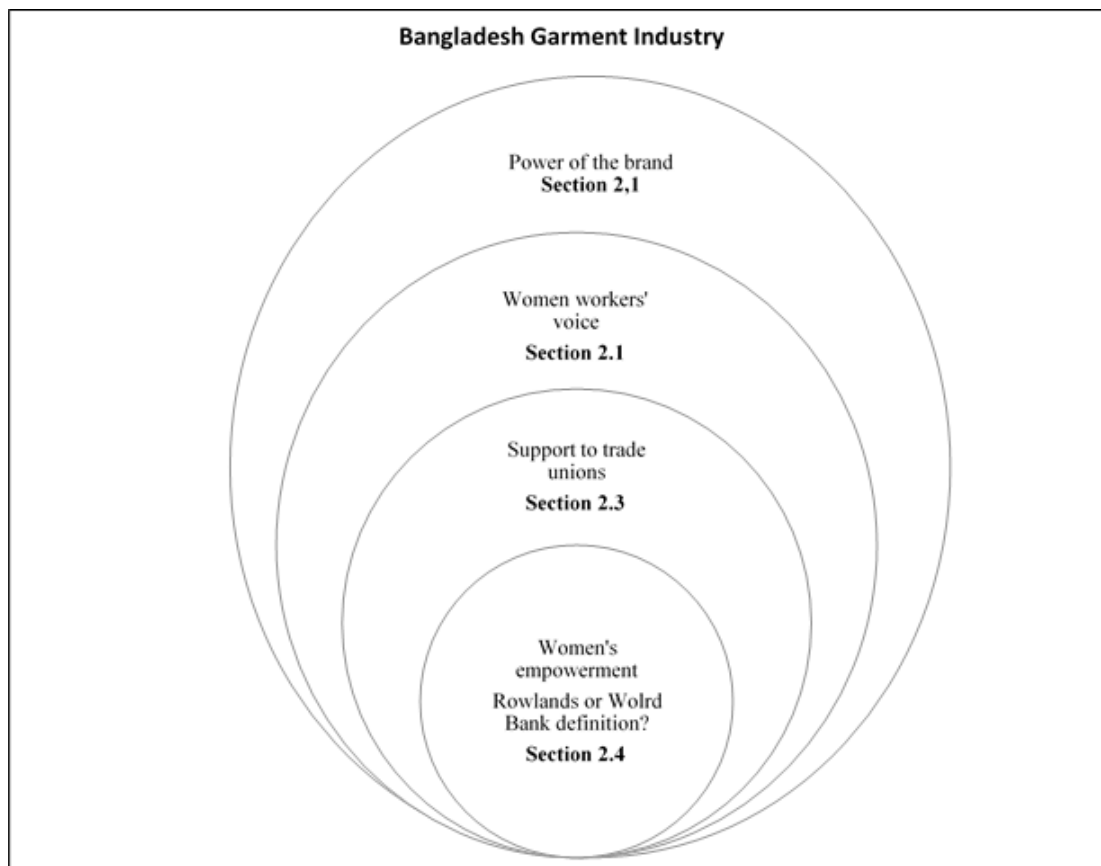 Bangladesh Garment Industry
Power of the brand
Section 2,1
Women workers'
voice
Section 2.1
Support to trade
unions
Section 2.3
Women's
empowerment
Rowlands or Wolrd
Bank definition?
Section 2.4